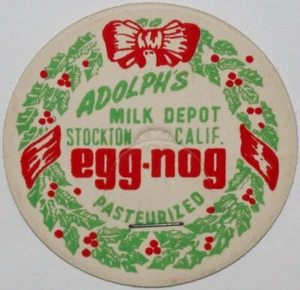 ADOLPH'S
MILK DEPOT
STOCKTON CALIF.
egg-nog
PASTEURIZED